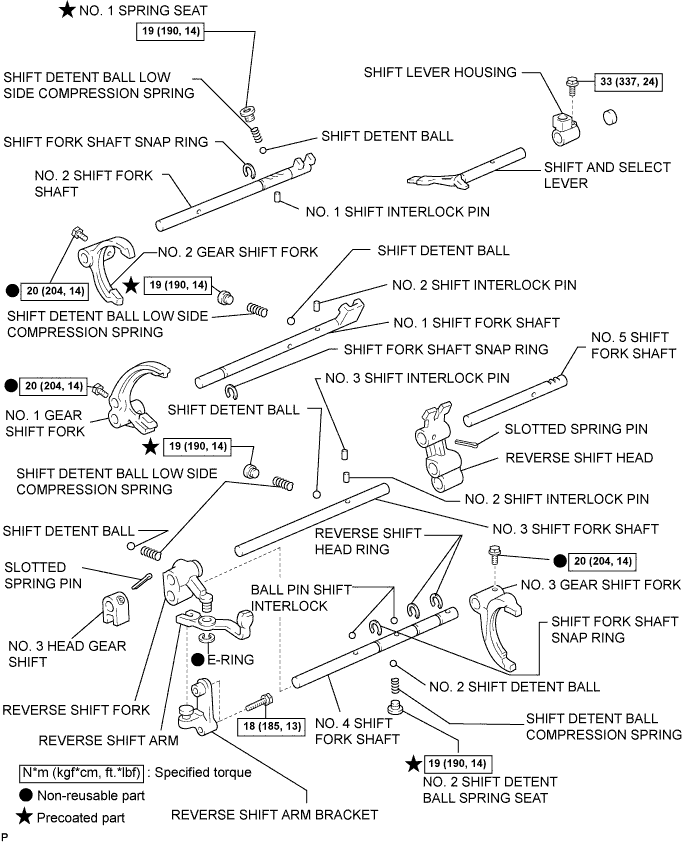 ★ NO. 1 SPRING SEAT
19 (190, 14)
SHIFT DETENT BALL LOW
SIDE COMPRESSION SPRING
SHIFT LEVER HOUSING
33 (337, 24)
SHIFT DETENT BALL
SHIFT FORK SHAFT SNAP RING
NO. 2 SHIFT FORK
SHAFT
SHIFT AND SELECT
LEVER
NO. 1 SHIFT INTERLOCK PIN
NO. 2 GEAR SHIFT FORK
SHIFT DETENT BALL
● 20 (204, 14)
★ 19 (190, 14)
NO. 2 SHIFT INTERLOCK PIN
SHIFT DETENT BALL LOW SIDE
COMPRESSION SPRING
NO. 1 SHIFT FORK SHAFT
NO. 5 SHIFT
FORK SHAFT
SHIFT FORK SHAFT SNAP RING
● 20 (204, 14)
NO. 3 SHIFT INTERLOCK PIN
NO. 1 GEAR
SHIFT FORK
SHIFT DETENT BALL
SLOTTED SPRING PIN
★ 19 (190, 14)
REVERSE SHIFT HEAD
SHIFT DETENT BALL LOW SIDE
COMPRESSION SPRING
NO. 2 SHIFT INTERLOCK PIN
SHIFT DETENT BALL
NO. 3 SHIFT FORK SHAFT
REVERSE SHIFT
HEAD RING
● 20 (204, 14)
SLOTTED
SPRING PIN
NO. 3 GEAR SHIFT FORK
BALL PIN SHIFT
INTERLOCK
SHIFT FORK SHAFT
SNAP RING
NO. 3 HEAD GEAR
SHIFT
● E-RING
NO. 2 SHIFT DETENT BALL
REVERSE SHIFT FORK
18 (185, 13)
NO. 4 SHIFT
FORK SHAFT
SHIFT DETENT BALL
COMPRESSION SPRING
REVERSE SHIFT ARM
★ 19 (190, 14)
NO. 2 SHIFT DETENT
BALL SPRING SEAT
N*m (kgf*cm, ft.*lbf) : Specified torque
● Non-reusable part
★ Precoated part
REVERSE SHIFT ARM BRACKET
P